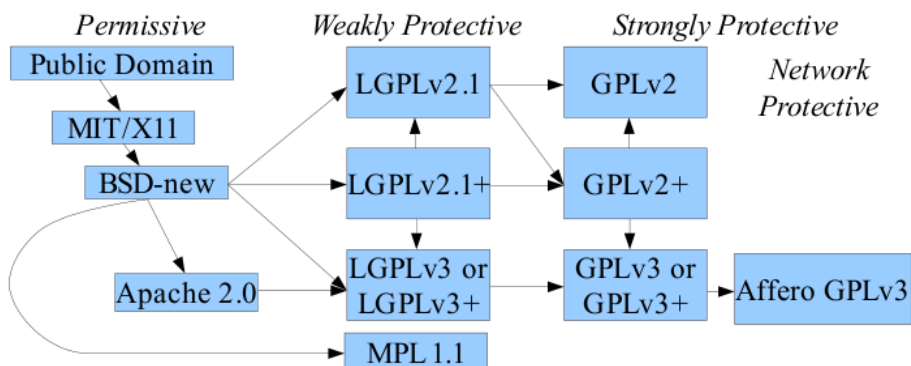 Permissive
Weakly Protective
Strongly Protective
Network
Protective
Public Domain
MIT/X11
BSD-new
Apache 2.0
LGPLv2.1
LGPLv2.1+
LGPLv3 or
LGPLv3+
MPL 1.1
GPLv2
GPLv2+
GPLv3 or
GPLv3+
Affero GPLv3